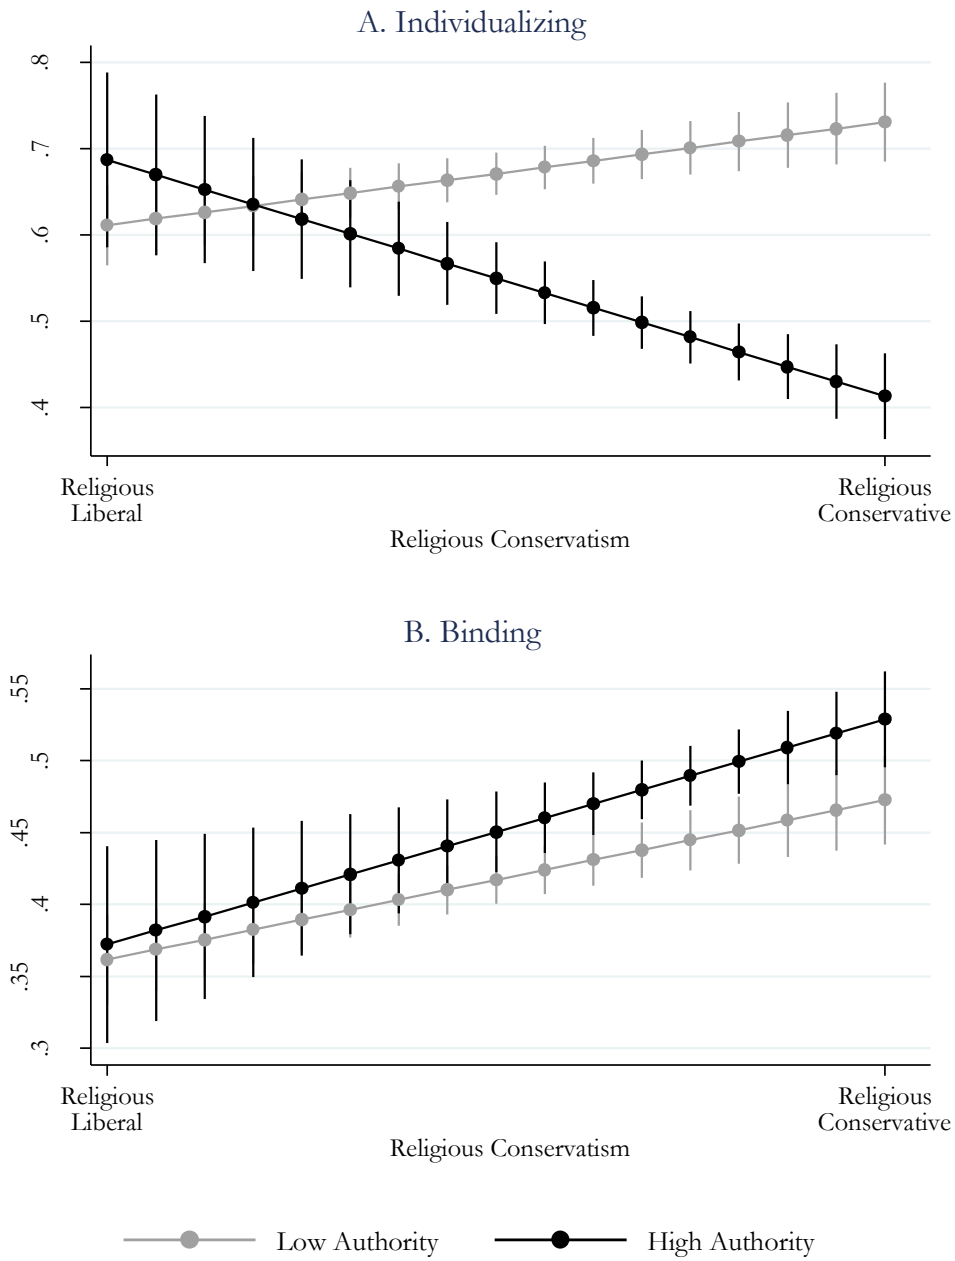 A. Individualizing
.8
.7
.6
.5
.4
Religious
Liberal
Religious
Conservative
Religious Conservatism
B. Binding
.55
.5
.45
.4
.35
.3
Religious
Liberal
Religious
Conservative
Religious Conservatism
Low Authority
High Authority